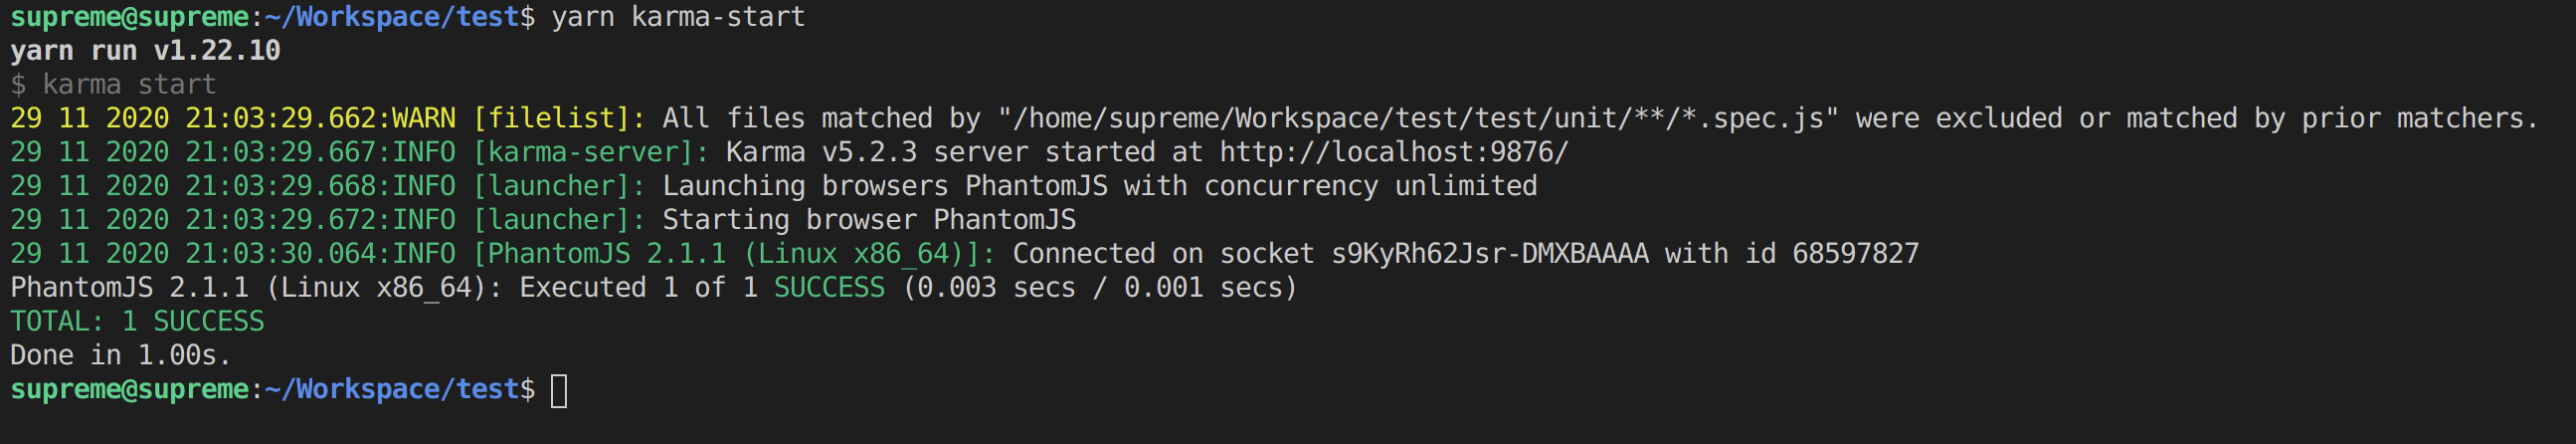 supreme@supreme:~/Workspace/test$ yarn karma-start
yarn run v1.22.10
$ karma start
29 11 2020 21:03:29.662:WARN [filelist]: All files matched by "/home/supreme/Workspace/test/test/unit/**/*.spec.js" were excluded or matched by prior matchers.
29 11 2020 21:03:29.667:INFO [karma-server]: Karma v5.2.3 server started at http://localhost:9876/
29 11 2020 21:03:29.668:INFO [launcher]: Launching browsers PhantomJS with concurrency unlimited
29 11 2020 21:03:29.672:INFO [launcher]: Starting browser PhantomJS
29 11 2020 21:03:30.064:INFO [PhantomJS 2.1.1 (Linux x86_64)]: Connected on socket s9KyRh62Jsr-DMXBAAAA with id 68597827
PhantomJS 2.1.1 (Linux x86_64): Executed 1 of 1 SUCCESS (0.003 secs / 0.001 secs)
TOTAL: 1 SUCCESS
Done in 1.00s.
supreme@supreme:~/Workspace/test$